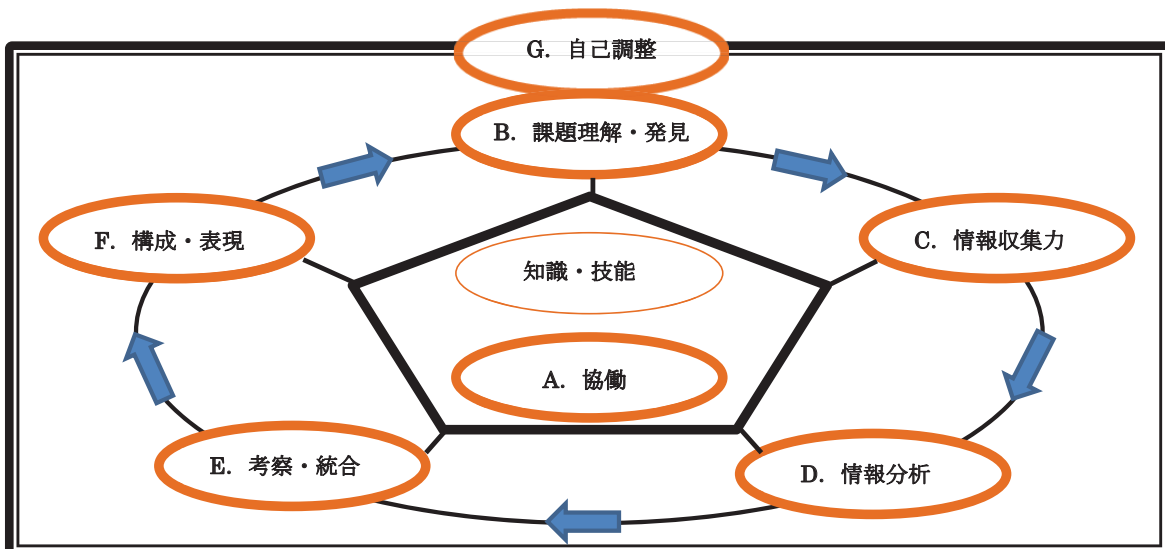 G．自己調整
B．課題理解・発見
F．構成・表現
C．情報収集力
知識・技能
A．協働
E．考察・統合
D．情報分析